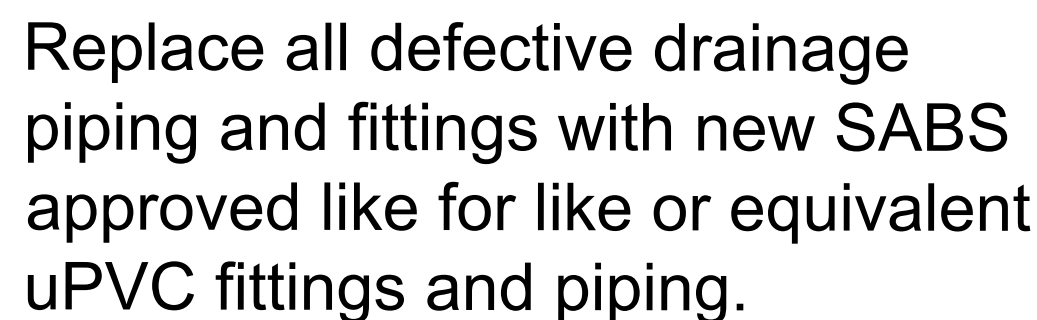 Replace all defective drainage
piping and fittings with new SABS
approved like for like or equivalent
uPVC fittings and piping.